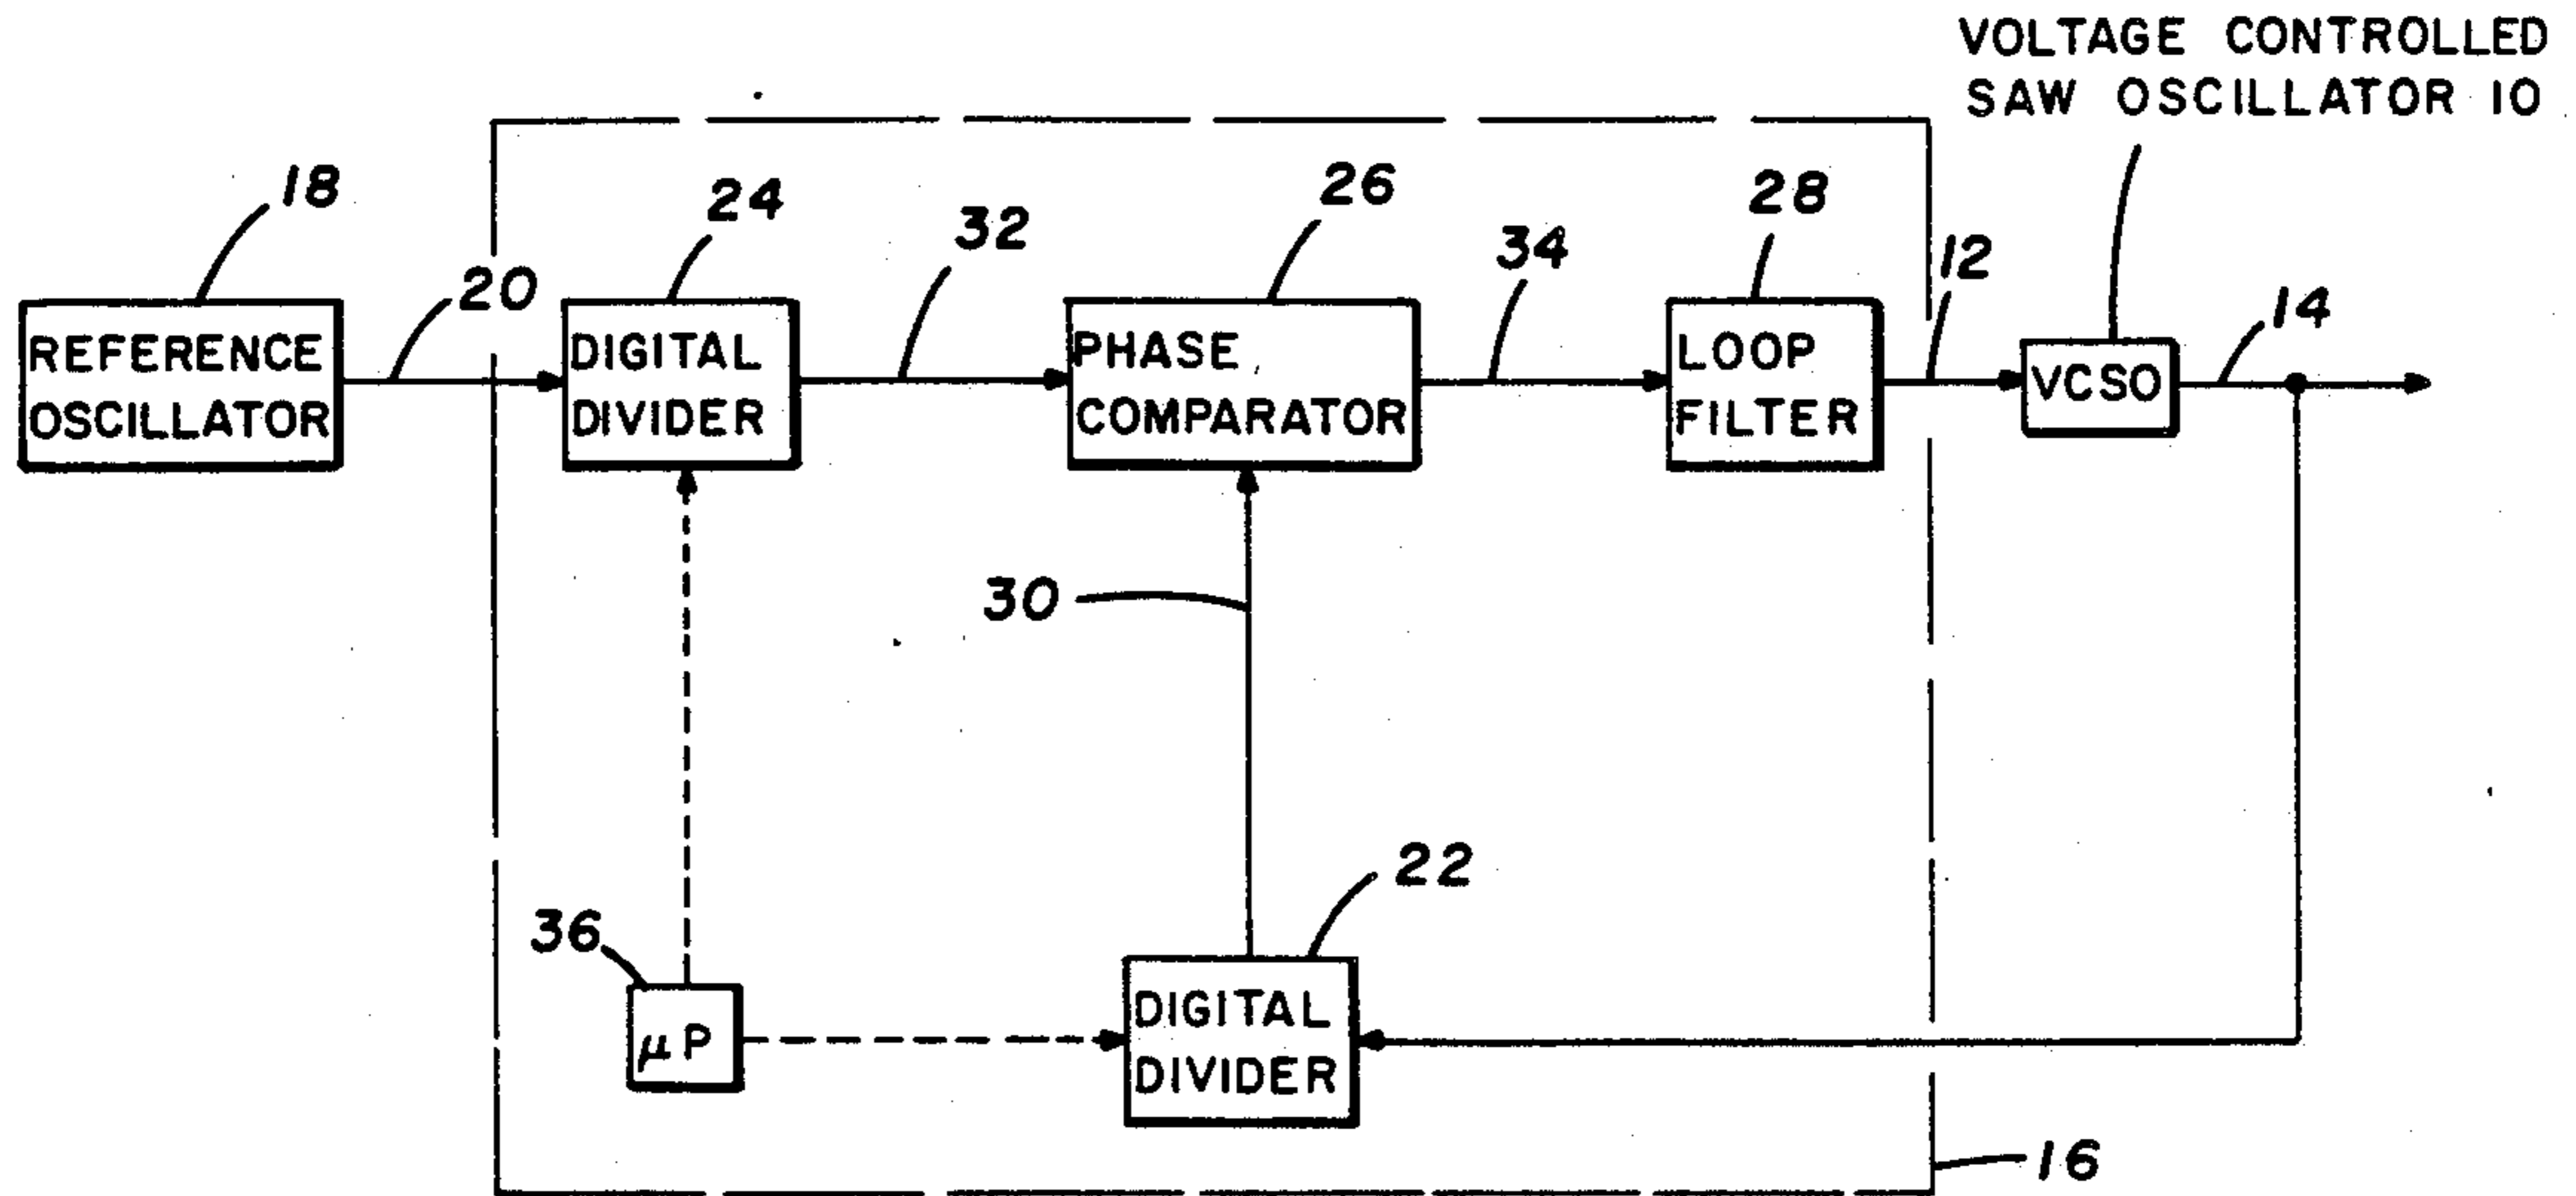 VOLTAGE CONTROLLED
SAW OSCILLATOR 10
18
24
26
28
32
34
12
20
14
REFERENCE
OSCILLATOR
DIGITAL
DIVIDER
PHASE
COMPARATOR
LOOP
FILTER
VCSO
30
22
36
μP
DIGITAL
DIVIDER
16